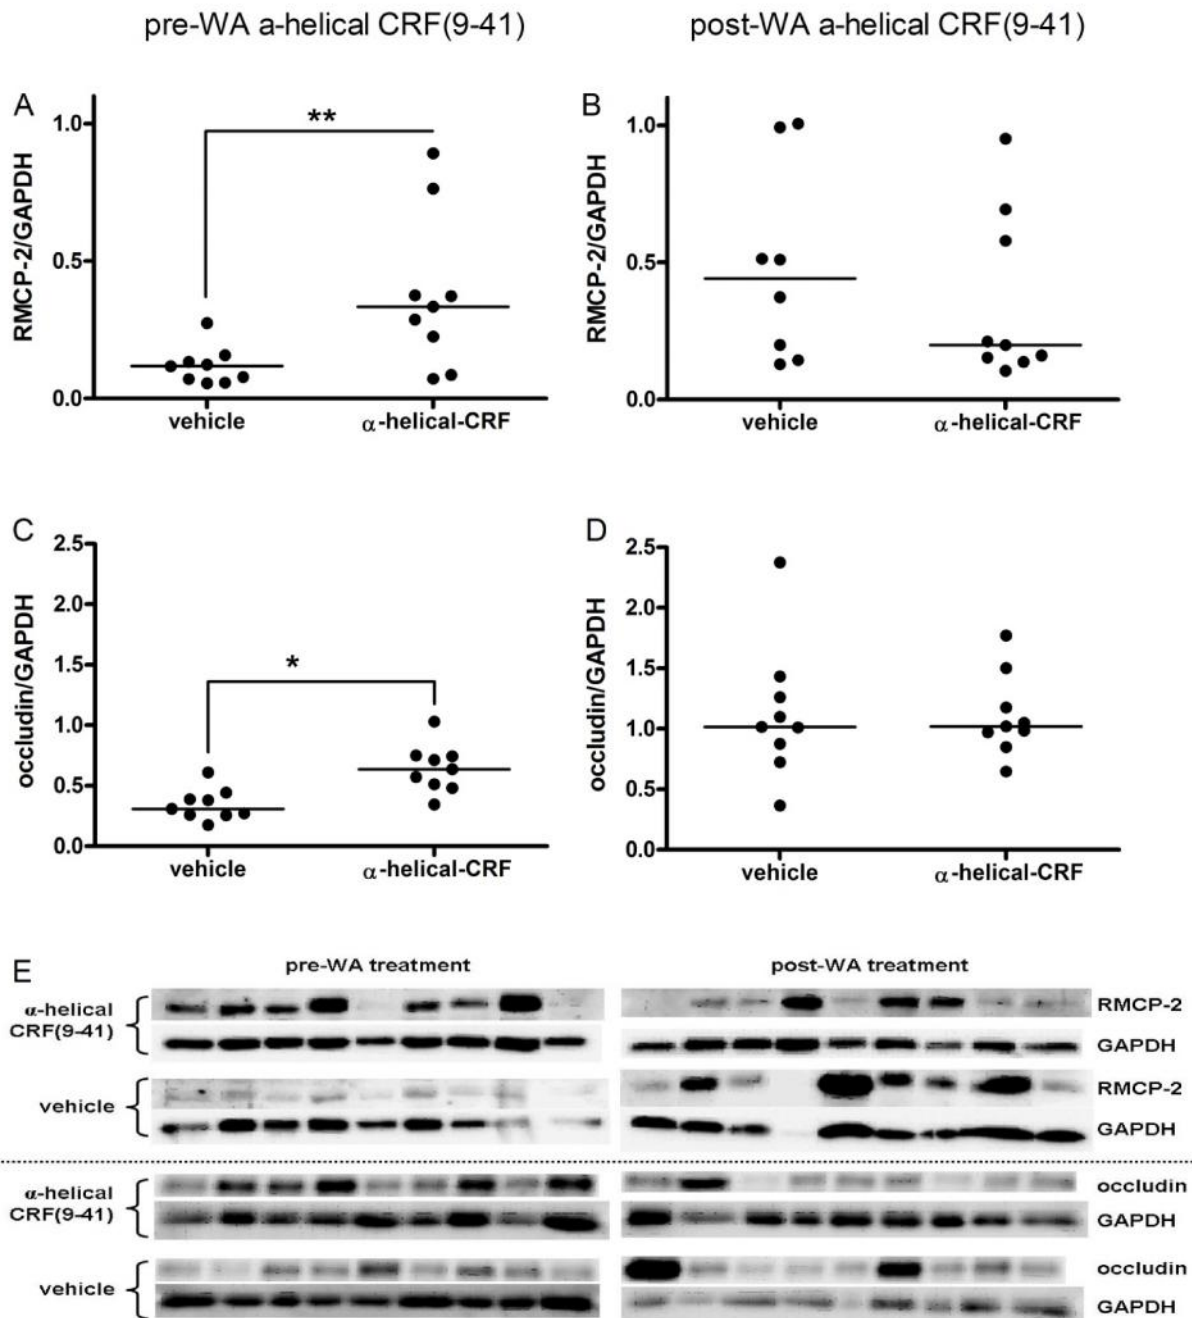 pre-WA a-helical CRF(9-41)
post-WA a-helical CRF(9-41)
A
RMCP-2/GAPDH
1.0
0.5
0.0
**
vehicle
α-helical-CRF
B
RMCP-2/GAPDH
1.0
0.5
0.0
vehicle
α-helical-CRF
C
occludin/GAPDH
2.5
2.0
1.5
1.0
0.5
0.0
*
vehicle
α-helical-CRF
D
occludin/GAPDH
2.5
2.0
1.5
1.0
0.5
0.0
vehicle
α-helical-CRF
E
pre-WA treatment
post-WA treatment
α-helical
CRF(9-41)
RMCP-2
GAPDH
vehicle
RMCP-2
GAPDH
α-helical
CRF(9-41)
occludin
GAPDH
vehicle
occludin
GAPDH